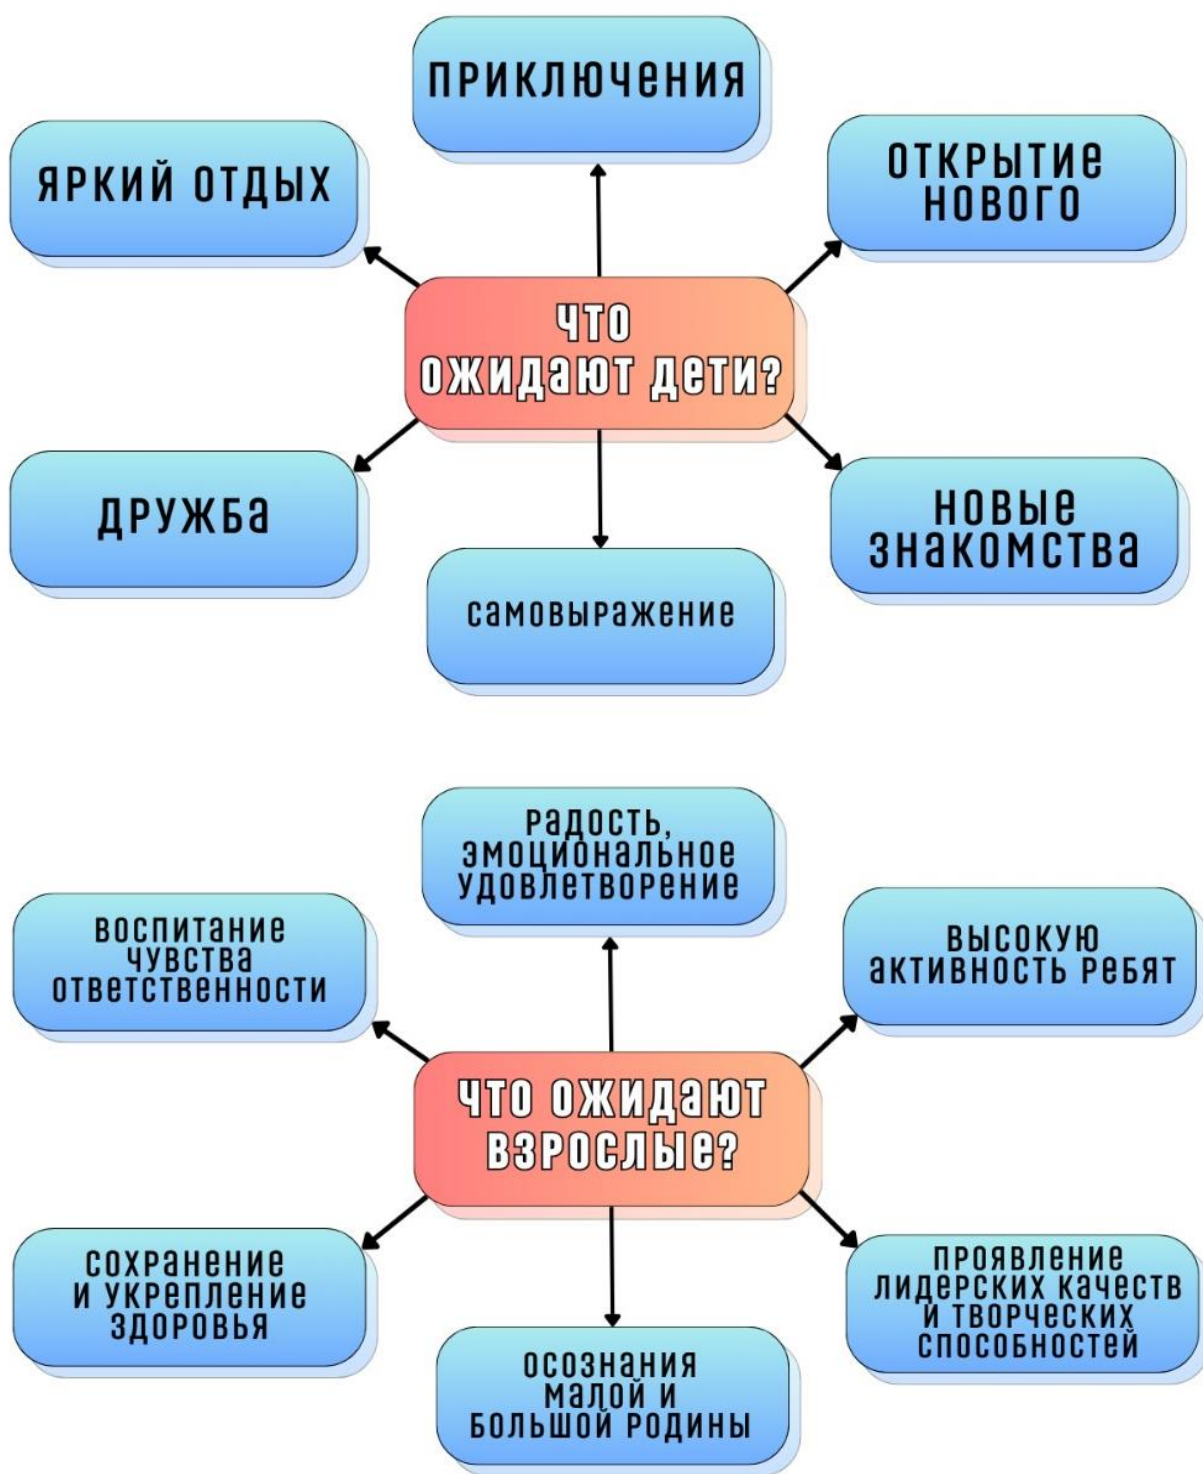 ПРИКЛЮЧЕНИЯ
ЯРКИЙ ОТДЫХ
ОТКРЫТИЕ
НОВОГО
ЧТО
ОЖИДАЮТ ДЕТИ?
ДРУЖБА
НОВЫЕ
ЗНАКОМСТВА
САМОВЫРАЖЕНИЕ
РАДОСТЬ,
ЭМОЦИОНАЛЬНОЕ
УДОВЛЕТВОРЕНИЕ
ВОСПИТАНИЕ
ЧУВСТВА
ОТВЕТСТВЕННОСТИ
ВЫСОКУЮ
АКТИВНОСТЬ РЕБЯТ
ЧТО ОЖИДАЮТ
ВЗРОСЛЫЕ?
СОХРАНЕНИЕ
И УКРЕПЛЕНИЕ
ЗДОРОВЬЯ
ПРОЯВЛЕНИЕ
ЛИДЕРСКИХ КАЧЕСТВ
И ТВОРЧЕСКИХ
СПОСОБНОСТЕЙ
ОСОЗНАНИЯ
МАЛОЙ И
БОЛЬШОЙ РОДИНЫ